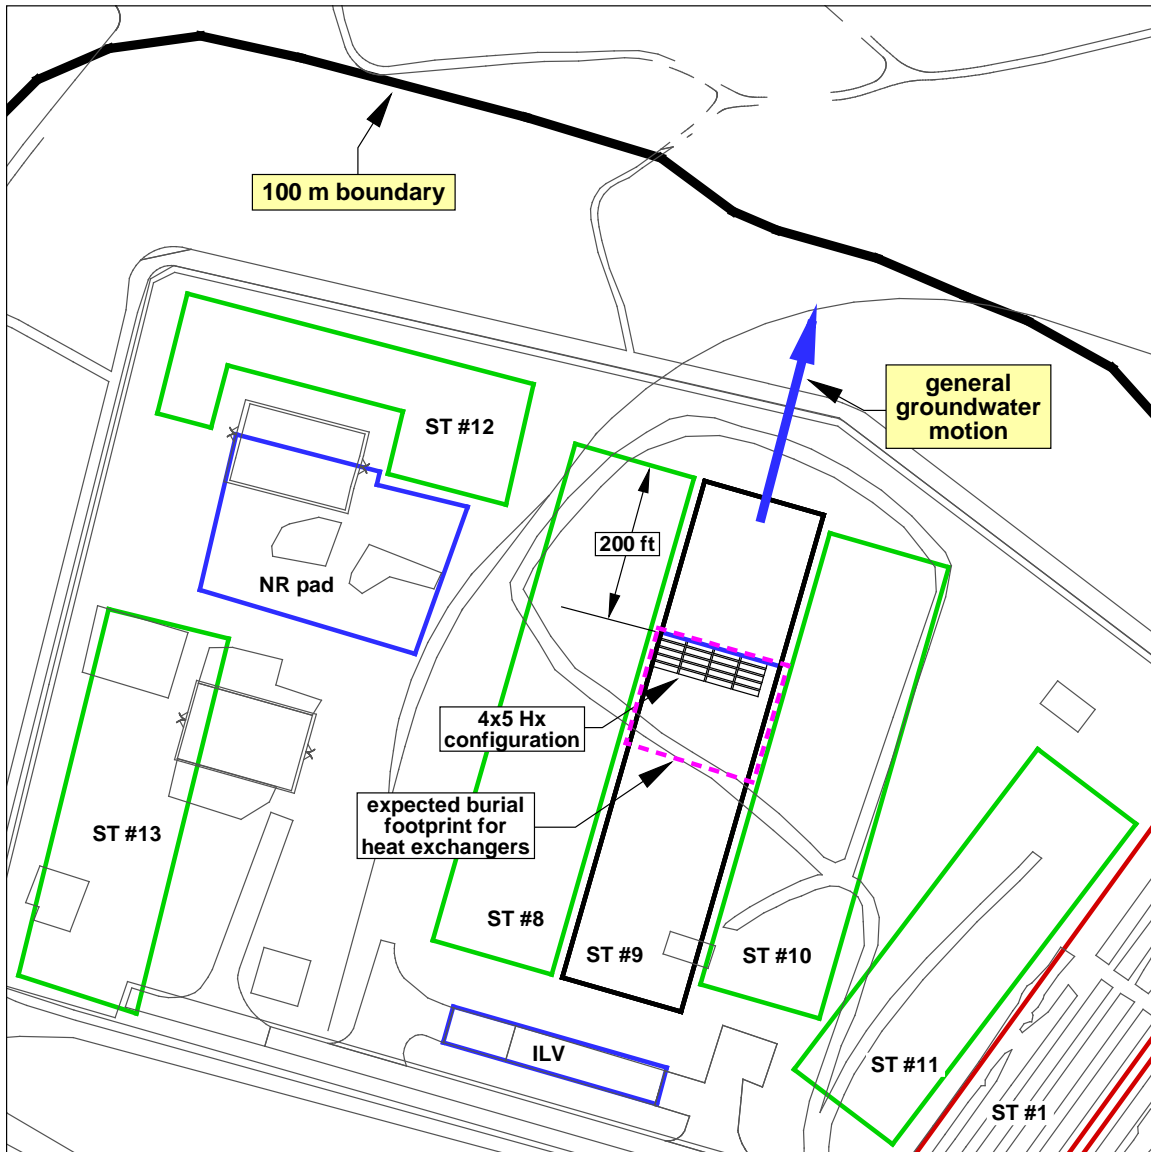 100 m boundary
general
groundwater
motion
ST #12
200 ft
NR pad
4x5 Hx
configuration
expected burial
footprint for
heat exchangers
ST #13
ST #8
ST #9
ST #10
ILV
ST #11
ST #1